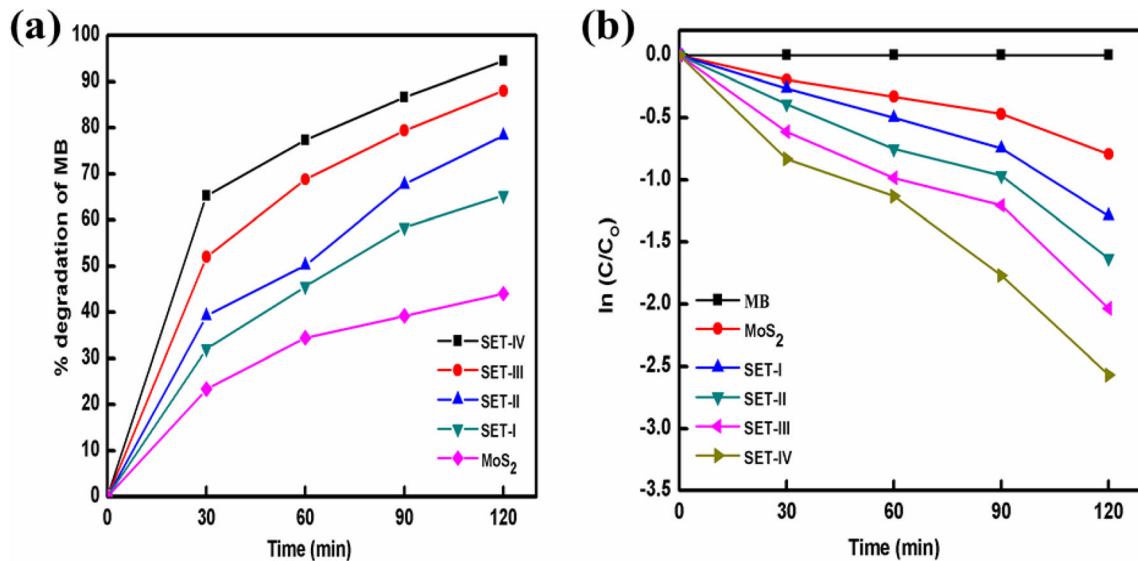 (a)
% degradation of MB
100
90
80
70
60
50
40
30
20
10
0
0 30 60 90 120
Time (min)
SET-IV
SET-III
SET-II
SET-I
MoS2
(b)
ln (C/CO)
0.0
-0.5
-1.0
-1.5
-2.0
-2.5
-3.0
-3.5
0 30 60 90 120
Time (min)
MB
MoS2
SET-I
SET-II
SET-III
SET-IV